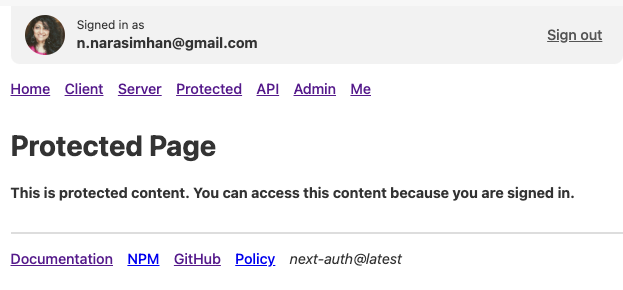 Signed in as
n.narasimhan@gmail.com
Sign out
Home Client Server Protected API Admin Me
Protected Page
This is protected content. You can access this content because you are signed in.
Documentation NPM GitHub Policy next-auth@latest